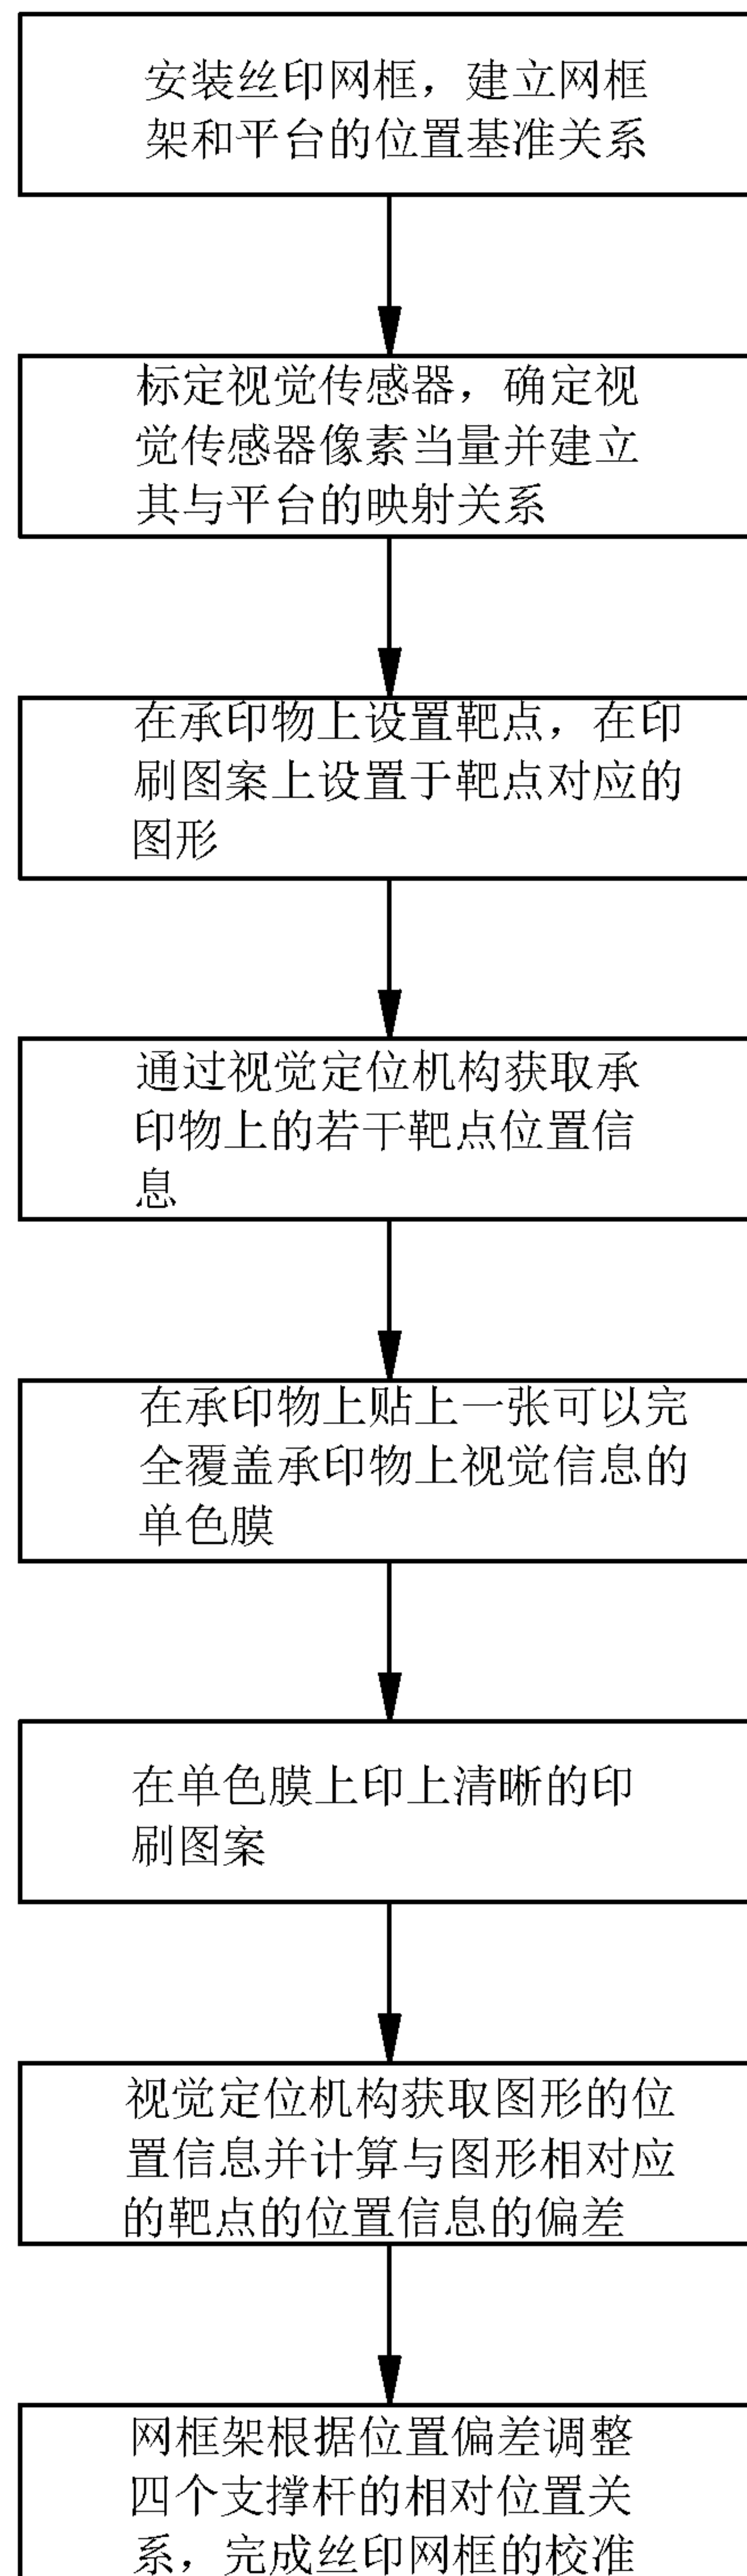 安装丝印网框，建立网框
架和平台的位置基准关系
标定视觉传感器，确定视
觉传感器像素当量并建立
其与平台的映射关系
在承印物上设置靶点，在印
刷图案上设置于靶点对应的
图形
通过视觉定位机构获取承
印物上的若干靶点位置信
息
在承印物上贴上一张可以完
全覆盖承印物上视觉信息的
单色膜
在单色膜上印上清晰的印
刷图案
视觉定位机构获取图形的位
置信息并计算与图形相对应
的靶点的位置信息的偏差
网框架根据位置偏差调整
四个支撑杆的相对位置关
系，完成丝印网框的校准